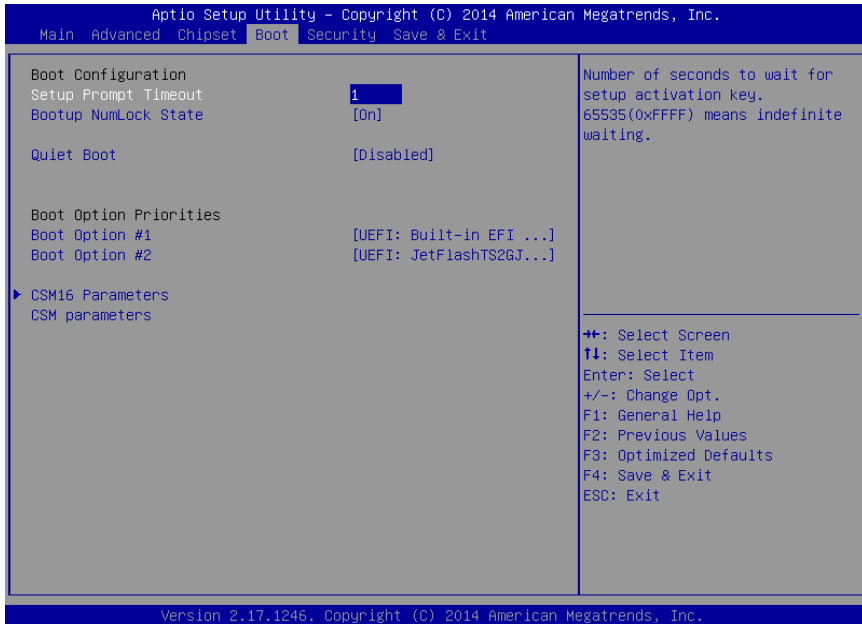 Aptio Setup Utility – Copyright (C) 2014 American Megatrends, Inc.
Main Advanced Chipset Boot Security Save & Exit
Boot Configuration
Setup Prompt Timeout 1
Bootup NumLock State [On]
Quiet Boot [Disabled]
Boot Option Priorities
Boot Option #1 [UEFI: Built-in EFI ...]
Boot Option #2 [UEFI: JetFlashTS2GJ...]
▶ CSM16 Parameters
CSM parameters
Number of seconds to wait for
setup activation key.
65535(0xFFFF) means indefinite
waiting.
→←: Select Screen
↑↓: Select Item
Enter: Select
+/-: Change Opt.
F1: General Help
F2: Previous Values
F3: Optimized Defaults
F4: Save & Exit
ESC: Exit
Version 2.17.1246. Copyright (C) 2014 American Megatrends, Inc.